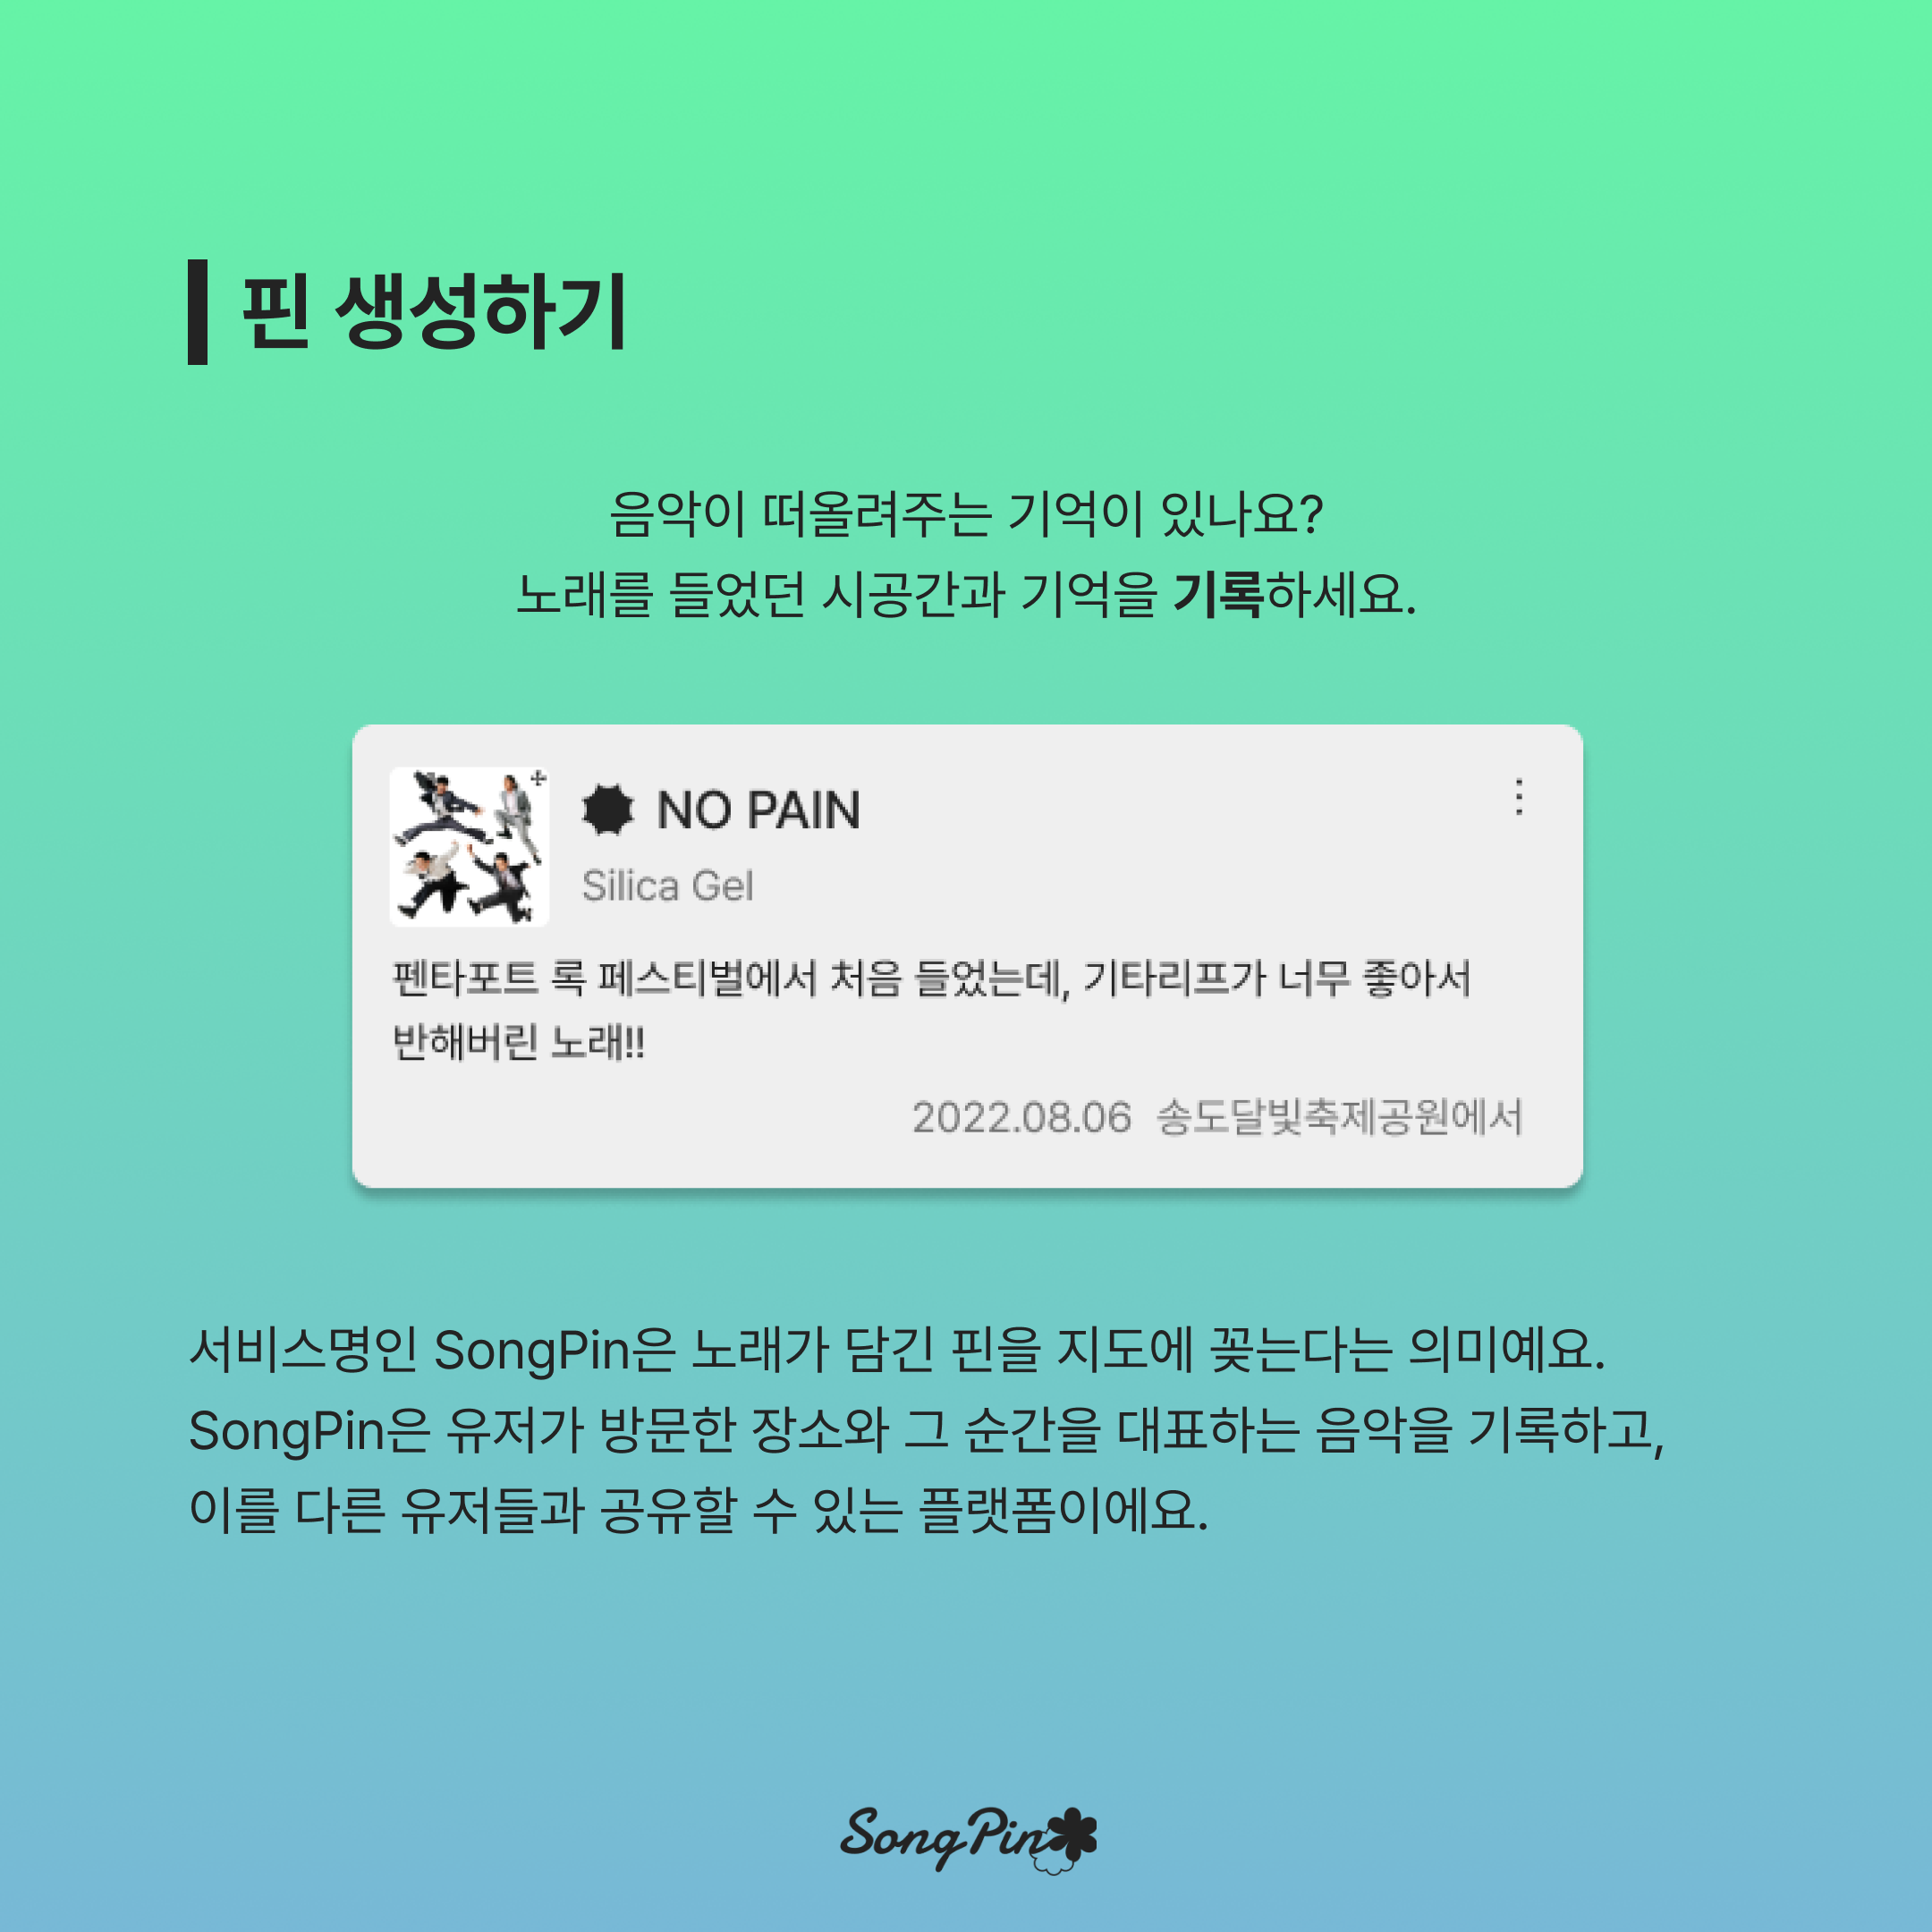 핀 생성하기
음악이 떠올려주는 기억이 있나요?
노래를 들었던 시공간과 기억을 기록하세요.
NO PAIN
Silica Gel
펜타포트 록 페스티벌에서 처음 들었는데, 기타리프가 너무 좋아서
반해버린 노래!!
2022.08.06 송도달빛축제공원에서
서비스명인 SongPin은 노래가 담긴 핀을 지도에 꽂는다는 의미예요.
SongPin은 유저가 방문한 장소와 그 순간을 대표하는 음악을 기록하고,
이를 다른 유저들과 공유할 수 있는 플랫폼이에요.
SongPin